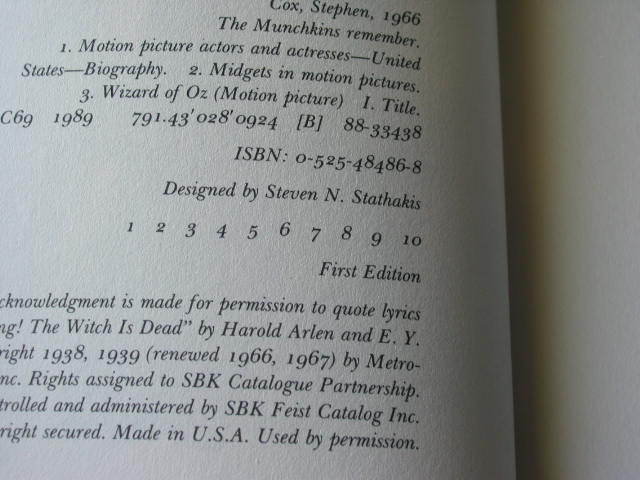 Cox, Stephen, 1966
The Munchkins remember.
1. Motion picture actors and actresses—United
States—Biography. 2. Midgets in motion pictures.
3. Wizard of Oz (Motion picture) I. Title.
C69 1989 791.43'028'0924 [B] 88-33438
ISBN: 0-525-48486-8
Designed by Steven N. Stathakis
1 2 3 4 5 6 7 8 9 10
First Edition
cknowledgment is made for permission to quote lyrics
ng! The Witch Is Dead" by Harold Arlen and E. Y.
right 1938, 1939 (renewed 1966, 1967) by Metro-
nc. Rights assigned to SBK Catalogue Partnership.
trolled and administered by SBK Feist Catalog Inc.
right secured. Made in U.S.A. Used by permission.